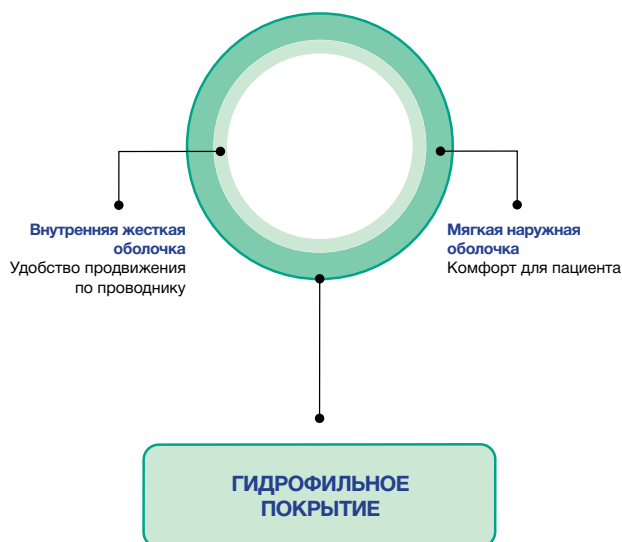 Внутренняя жесткая
оболочка
Удобство продвижения
по проводнику
Мягкая наружная
оболочка
Комфорт для пациента
ГИДРОФИЛЬНОЕ
ПОКРЫТИЕ